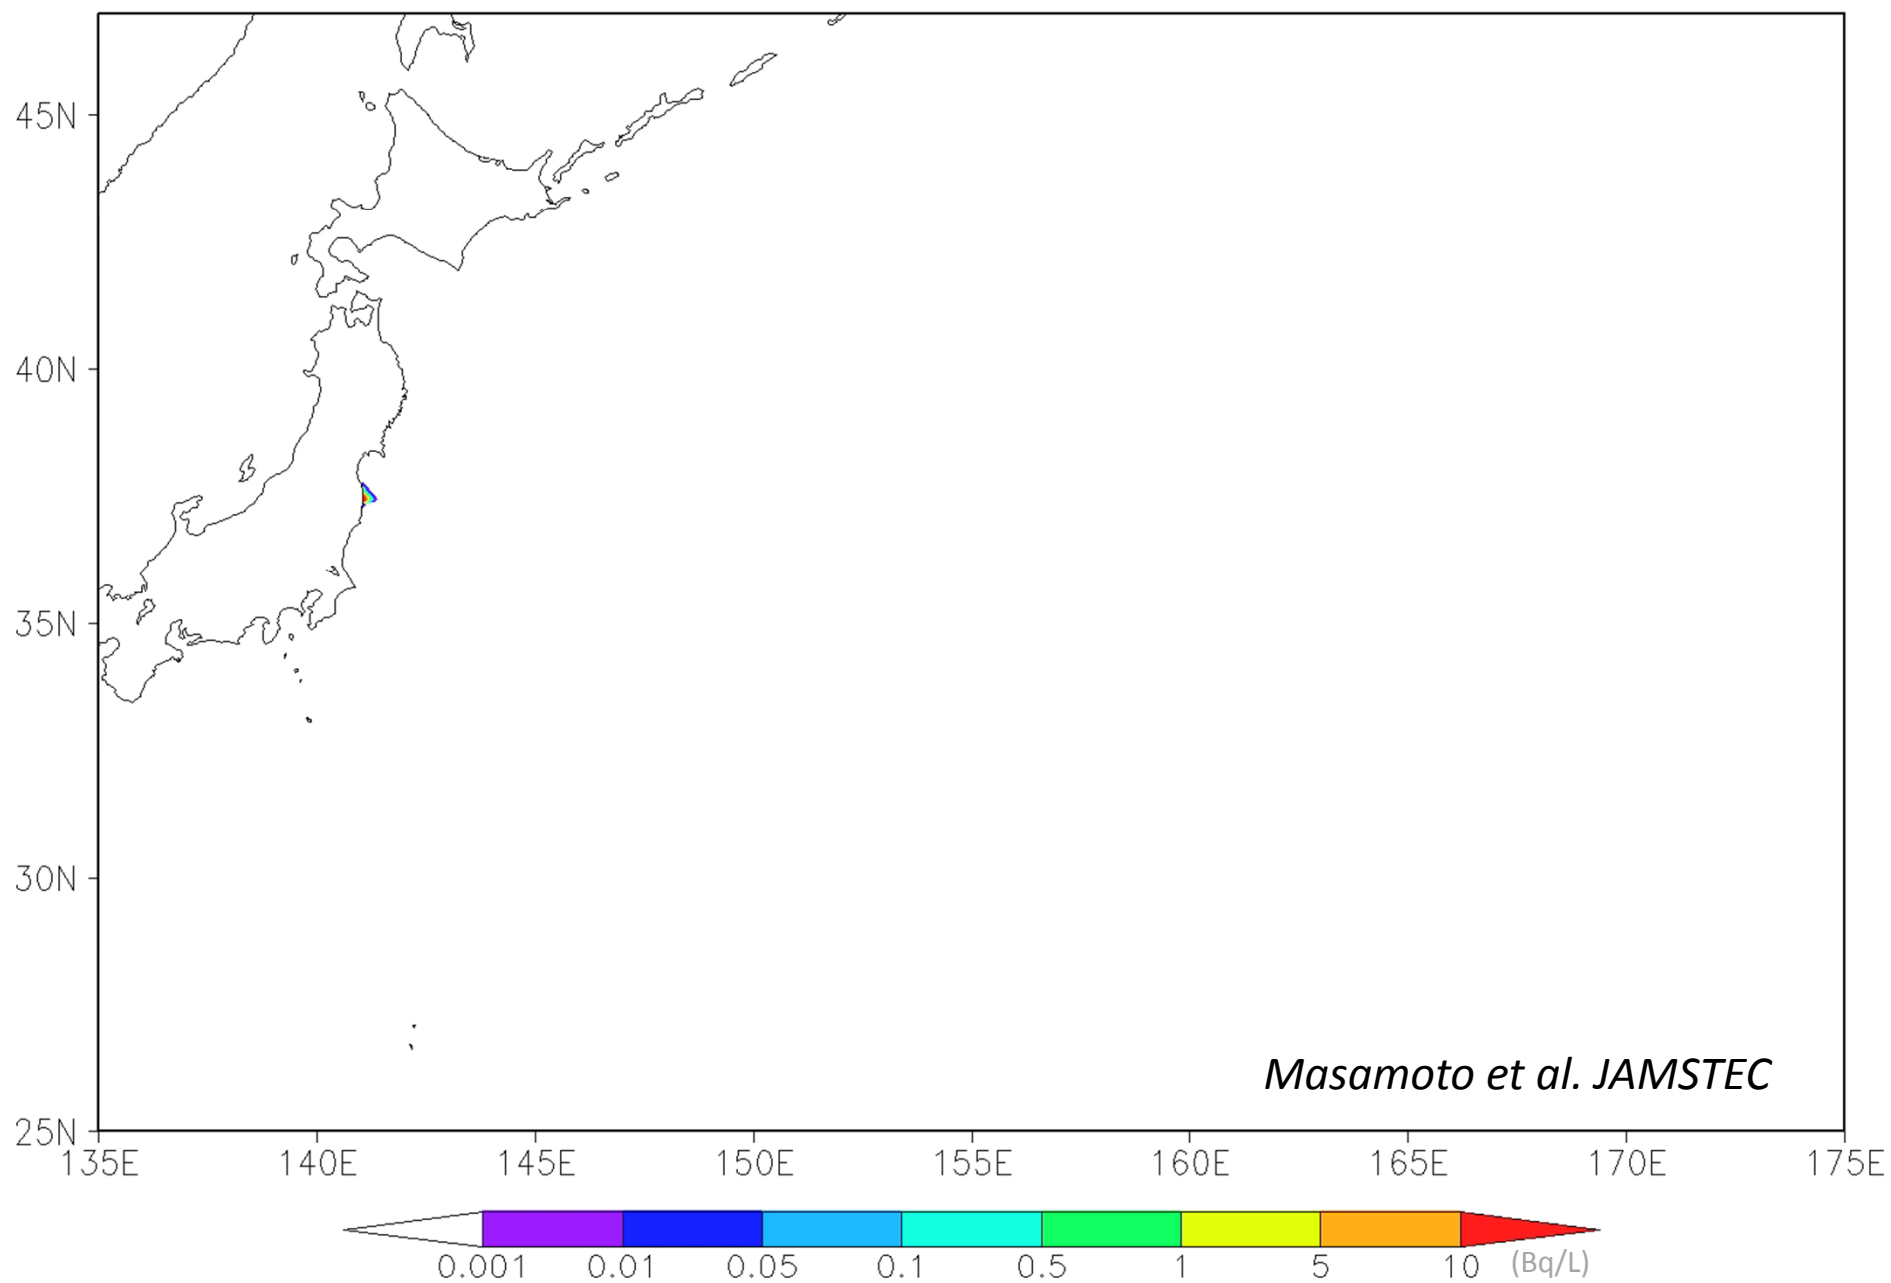 45N
40N
35N
30N
Masamoto et al. JAMSTEC
25N
135E 140E 145E 150E 155E 160E 165E 170E 175E
0.001 0.01 0.05 0.1 0.5 1 5 10 (Bq/L)